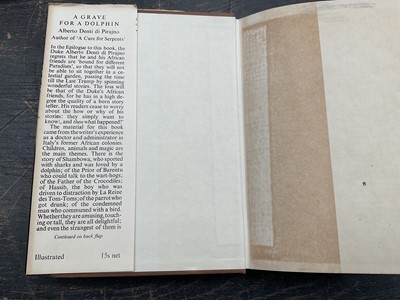 A GRAVE
FOR A DOLPHIN
Alberto Denti di Pirajno
Author of 'A Cure for Serpents'
In the Epilogue to this book, the
Duke Alberto Denti di Pirajno
regrets that he and his African
friends are 'bound for different
Paradises', so that they will not
be able to sit together in a ce-
lestial garden, passing the time
till the Last Trump by spinning
wonderful stories. The loss will
be that of the Duke's African
friends, for he has in a high de-
gree the quality of a born story
teller. His readers cease to worry
about the how or why of his
stories: they simply want to
know: and then what happened?
The material for this book
came from the writer's experience
as a doctor and administrator in
Italy's former African colonies.
Children, animals and magic are
the main themes. There is the
story of Shambowa, who sported
with sharks and was loved by a
dolphin; of the Prior of Barentu
who could talk to the wart-hogs;
of the Father of the Crocodiles;
of Hassib, the boy who was
driven to distraction by La Reine
des Tom-Toms; of the parrot who
got drunk; of the condemned
man who communed with a bird.
Whether they are amusing, touch-
ing or tall, they are all delightful;
and even the strangest of them is
Continued on back flap
Illustrated 15s net